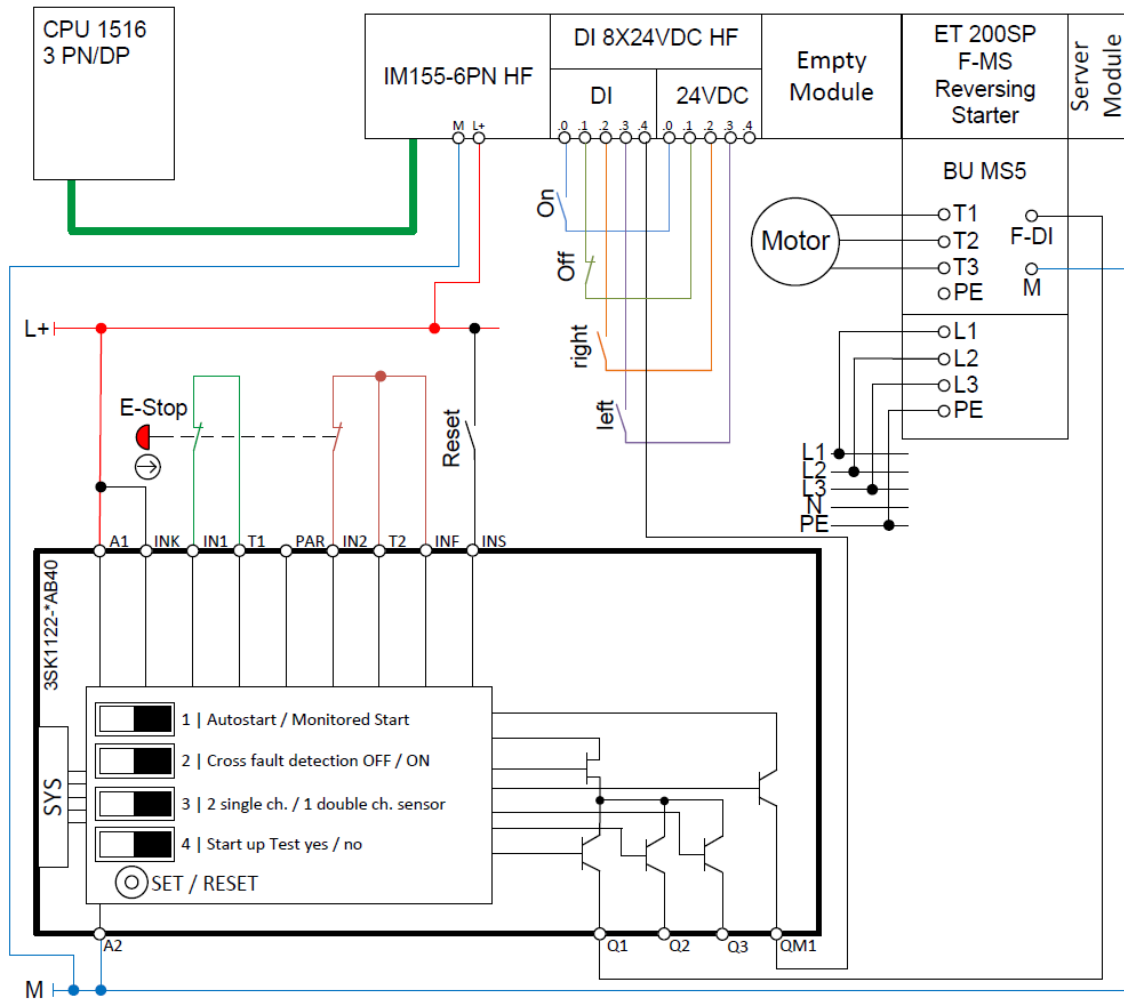 CPU 1516
3 PN/DP
IM155-6PN HF
M L+
DI 8X24VDC HF
DI 24VDC
.0 .1 .2 .3 .4 .0 .1 .2 .3 .4
Empty
Module
ET 200SP
F-MS
Reversing
Starter
Server
Module
BU MS5
T1
T2
T3
PE
F-DI
M
L1
L2
L3
PE
Motor
On
Off
right
left
L+
E-Stop
Reset
L1
L2
L3
N
PE
A1 INK IN1 T1 PAR IN2 T2 INF INS
3SK1122-*AB40
SYS
1 | Autostart / Monitored Start
2 | Cross fault detection OFF / ON
3 | 2 single ch. / 1 double ch. sensor
4 | Start up Test yes / no
SET / RESET
A2 Q1 Q2 Q3 QM1
M